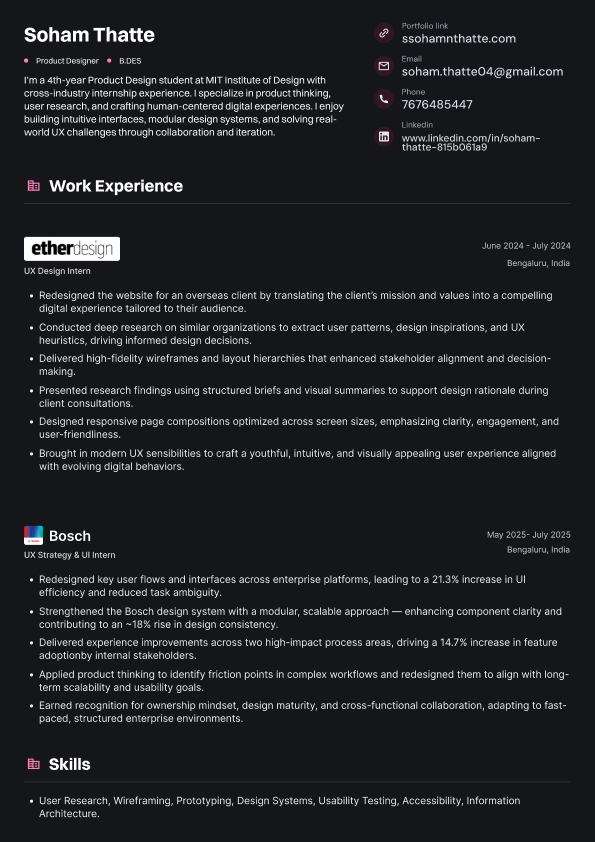 Soham Thatte
Product Designer
B.DES
I'm a 4th-year Product Design student at MIT Institute of Design with
cross-industry internship experience. I specialize in product thinking,
user research, and crafting human-centered digital experiences. I enjoy
building intuitive interfaces, modular design systems, and solving real-
world UX challenges through collaboration and iteration.
Portfolio link
ssohamnthatte.com
Email
soham.thatte04@gmail.com
Phone
7676485447
Linkedin
www.linkedin.com/in/soham-
thatte-815b061a9
Work Experience
etherdesign
June 2024 - July 2024
UX Design Intern
Bengaluru, India
• Redesigned the website for an overseas client by translating the client's mission and values into a compelling
digital experience tailored to their audience.
• Conducted deep research on similar organizations to extract user patterns, design inspirations, and UX
heuristics, driving informed design decisions.
• Delivered high-fidelity wireframes and layout hierarchies that enhanced stakeholder alignment and decision-
making.
• Presented research findings using structured briefs and visual summaries to support design rationale during
client consultations.
• Designed responsive page compositions optimized across screen sizes, emphasizing clarity, engagement, and
user-friendliness.
• Brought in modern UX sensibilities to craft a youthful, intuitive, and visually appealing user experience aligned
with evolving digital behaviors.
Bosch
May 2025- July 2025
UX Strategy & UI Intern
Bengaluru, India
• Redesigned key user flows and interfaces across enterprise platforms, leading to a 21.3% increase in UI
efficiency and reduced task ambiguity.
• Strengthened the Bosch design system with a modular, scalable approach — enhancing component clarity and
contributing to an ~18% rise in design consistency.
• Delivered experience improvements across two high-impact process areas, driving a 14.7% increase in feature
adoptionby internal stakeholders.
• Applied product thinking to identify friction points in complex workflows and redesigned them to align with long-
term scalability and usability goals.
• Earned recognition for ownership mindset, design maturity, and cross-functional collaboration, adapting to fast-
paced, structured enterprise environments.
Skills
• User Research, Wireframing, Prototyping, Design Systems, Usability Testing, Accessibility, Information
Architecture.